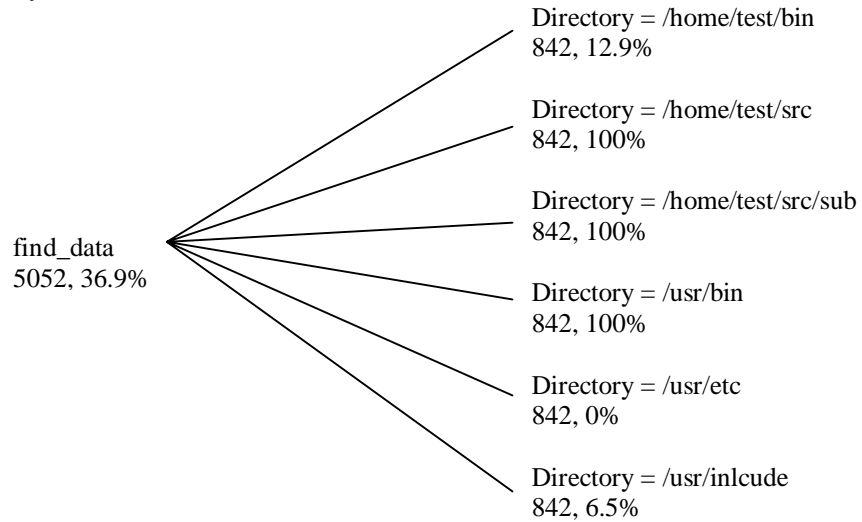 Directory = /home/test/bin
842, 12.9%
Directory = /home/test/src
842, 100%
Directory = /home/test/src/sub
842, 100%
find_data
5052, 36.9%
Directory = /usr/bin
842, 100%
Directory = /usr/etc
842, 0%
Directory = /usr/inlcude
842, 6.5%